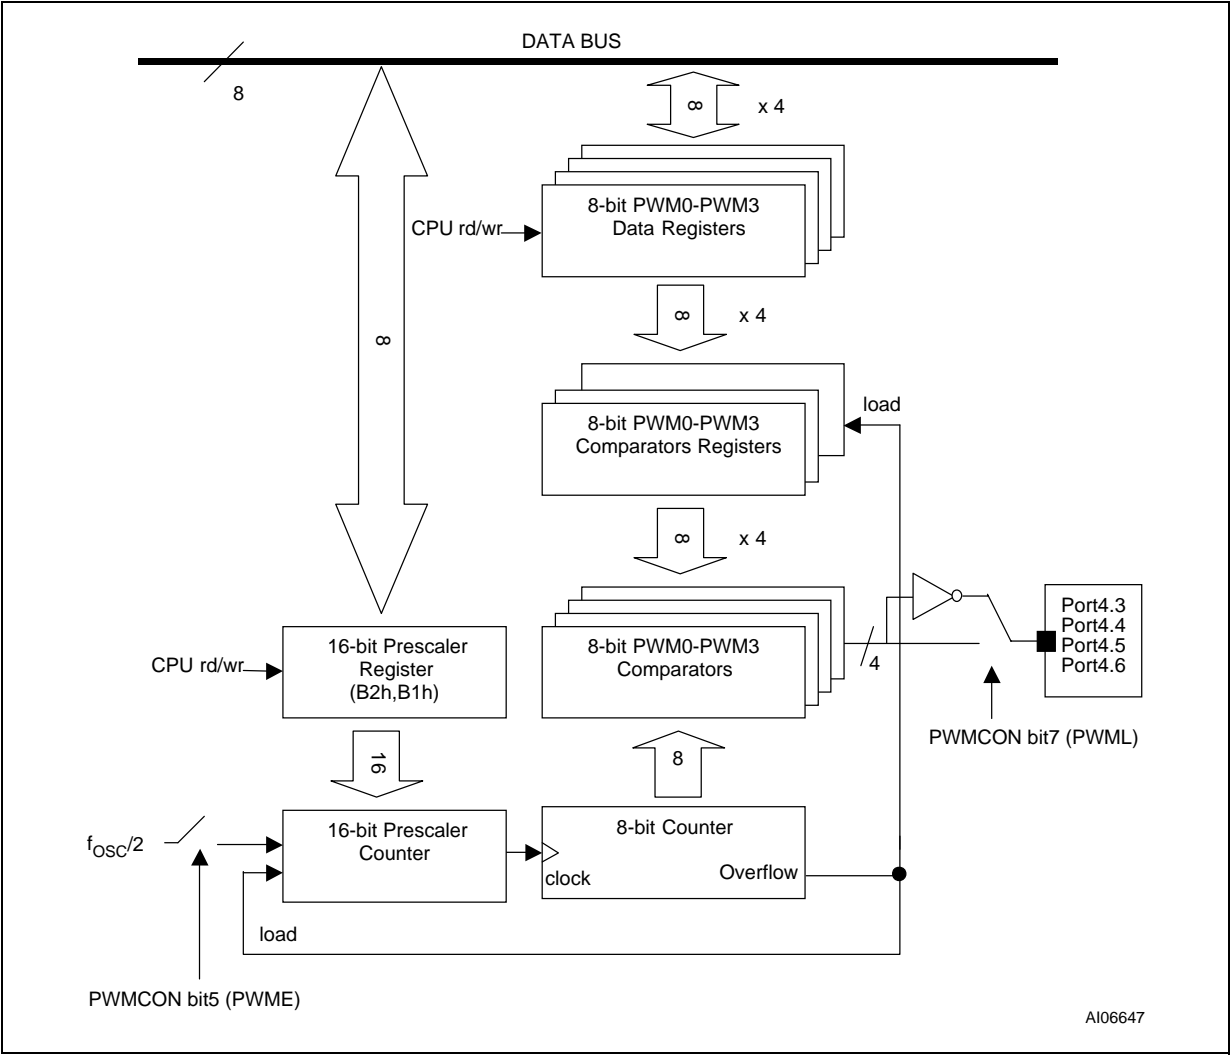 DATA BUS
8
8
x 4
8-bit PWM0-PWM3
Data Registers
CPU rd/wr
8
x 4
8
load
8-bit PWM0-PWM3
Comparators Registers
8
x 4
Port4.3
Port4.4
Port4.5
Port4.6
16-bit Prescaler
Register
(B2h,B1h)
CPU rd/wr
8-bit PWM0-PWM3
Comparators
4
PWMCON bit7 (PWML)
16
8
16-bit Prescaler
Counter
8-bit Counter
fOSC/2
clock
Overflow
load
PWMCON bit5 (PWME)
AI06647